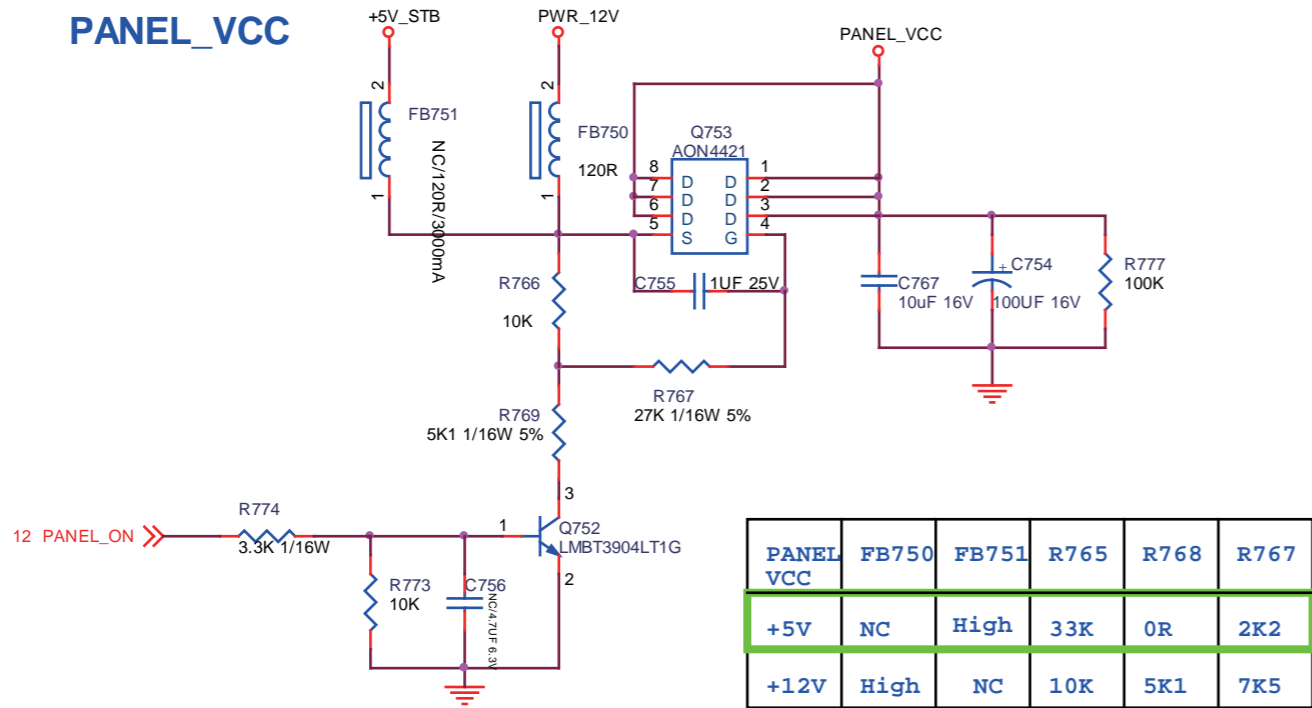 PANEL_VCC
+5V_STB
PWR_12V
PANEL_VCC
2
FB751
NC/120R/3000mA
1
2
FB750
120R
1
Q753
AON4421
8 D D 1
7 D D 2
6 D D 3
5 S G 4
R766
10K
C755 1UF 25V
C767
10uF 16V
+ C754
100UF 16V
R777
100K
R767
27K 1/16W 5%
R769
5K1 1/16W 5%
3
12 PANEL_ON
R774
3.3K 1/16W
1
Q752
LMBT3904LT1G
2
R773
10K
C756
NC/4.7UF 6.3V
PANEL VCC FB750 FB751 R765 R768 R767
+5V NC High 33K 0R 2K2
+12V High NC 10K 5K1 7K5